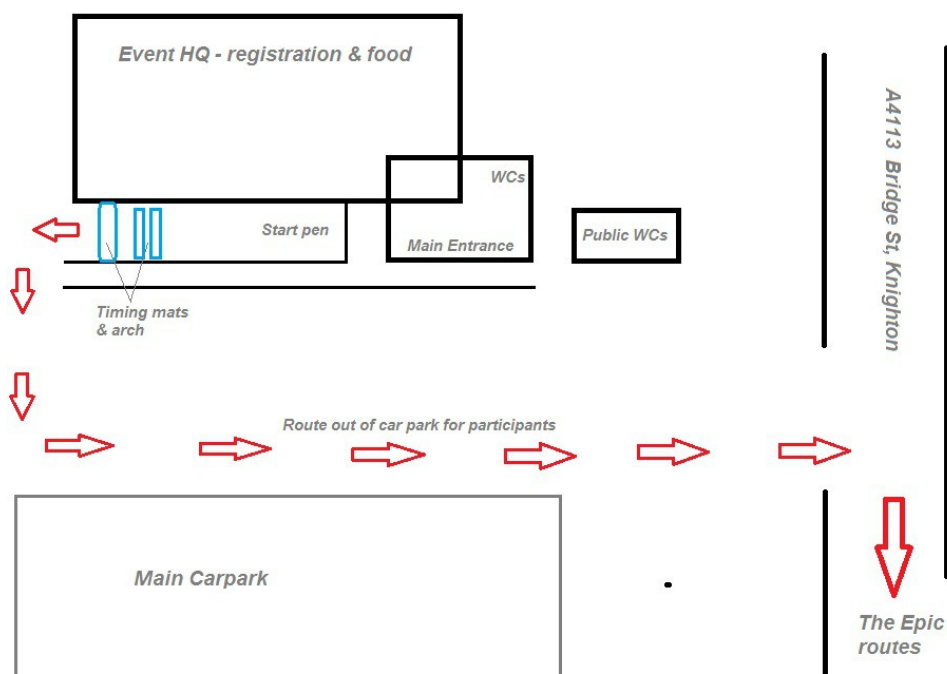 Event HQ - registration & food
WCs
Start pen
Main Entrance
Public WCs
A4113 Bridge St, Knighton
Timing mats
& arch
Route out of car park for participants
Main Carpark
The Epic
routes